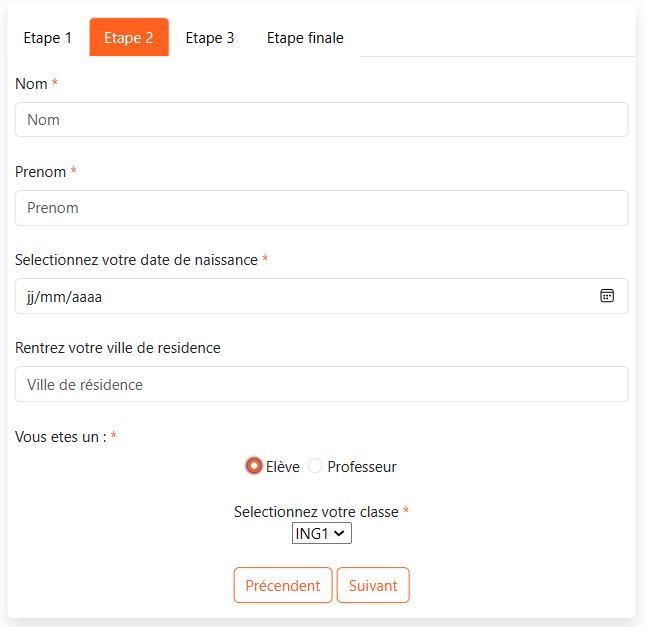 Etape 1 Etape 2 Etape 3 Etape finale
Nom *
Nom
Prenom *
Prenom
Selectionnez votre date de naissance *
jj/mm/aaaa
Rentrez votre ville de residence
Ville de résidence
Vous etes un : *
Elève Professeur
Selectionnez votre classe *
ING1
Précendent Suivant